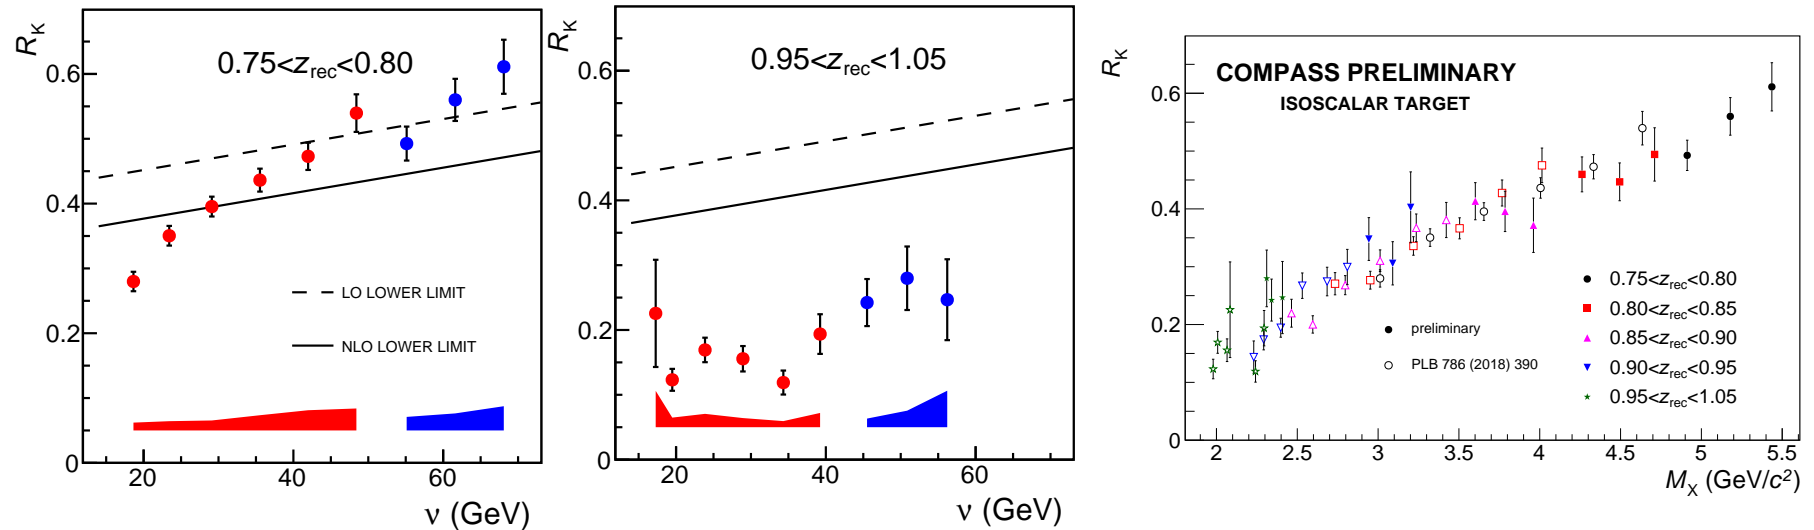 R_K
0.75<z_rec<0.80
0.6
0.4
0.2
0
LO LOWER LIMIT
NLO LOWER LIMIT
20
40
60
ν (GeV)
R_K
0.95<z_rec<1.05
0.6
0.4
0.2
0
20
40
60
ν (GeV)
R_K
COMPASS PRELIMINARY
ISOSCALAR TARGET
0.6
0.4
0.2
0
preliminary
PLB 786 (2018) 390
0.75<z_rec<0.80
0.80<z_rec<0.85
0.85<z_rec<0.90
0.90<z_rec<0.95
0.95<z_rec<1.05
2 2.5 3 3.5 4 4.5 5 5.5
M_X (GeV/c²)